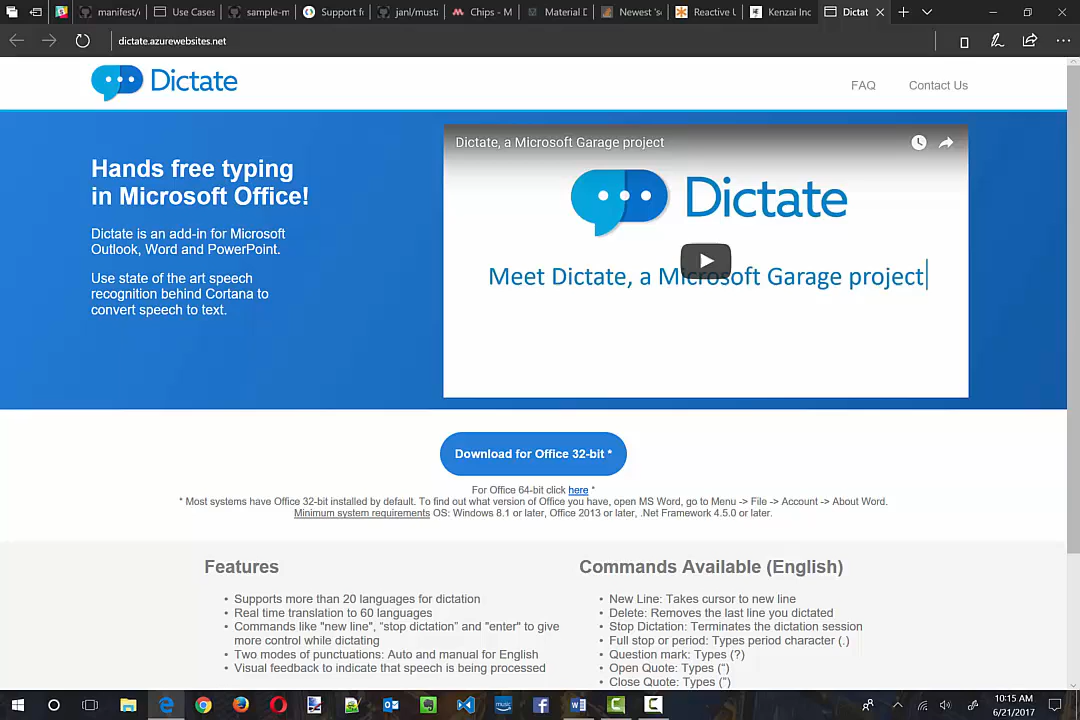 manifest/
Use Cases
sample-m
Support f
janl/must
Chips - M
Material D
Newest 's
Reactive U
Kenzai Inc
Dictat
dictate.azurewebsites.net
Dictate
FAQ
Contact Us
Hands free typing
in Microsoft Office!
Dictate is an add-in for Microsoft
Outlook, Word and PowerPoint.
Use state of the art speech
recognition behind Cortana to
convert speech to text.
Dictate, a Microsoft Garage project
Dictate
Meet Dictate, a Microsoft Garage project
Download for Office 32-bit *
For Office 64-bit click here *
* Most systems have Office 32-bit installed by default. To find out what version of Office you have, open MS Word, go to Menu -> File -> Account -> About Word.
Minimum system requirements OS: Windows 8.1 or later, Office 2013 or later, .Net Framework 4.5.0 or later.
Features
• Supports more than 20 languages for dictation
• Real time translation to 60 languages
• Commands like "new line", "stop dictation" and "enter" to give
more control while dictating
• Two modes of punctuations: Auto and manual for English
• Visual feedback to indicate that speech is being processed
Commands Available (English)
• New Line: Takes cursor to new line
• Delete: Removes the last line you dictated
• Stop Dictation: Terminates the dictation session
• Full stop or period: Types period character (.)
• Question mark: Types (?)
• Open Quote: Types (“)
• Close Quote: Types (”)
10:15 AM
6/21/2017